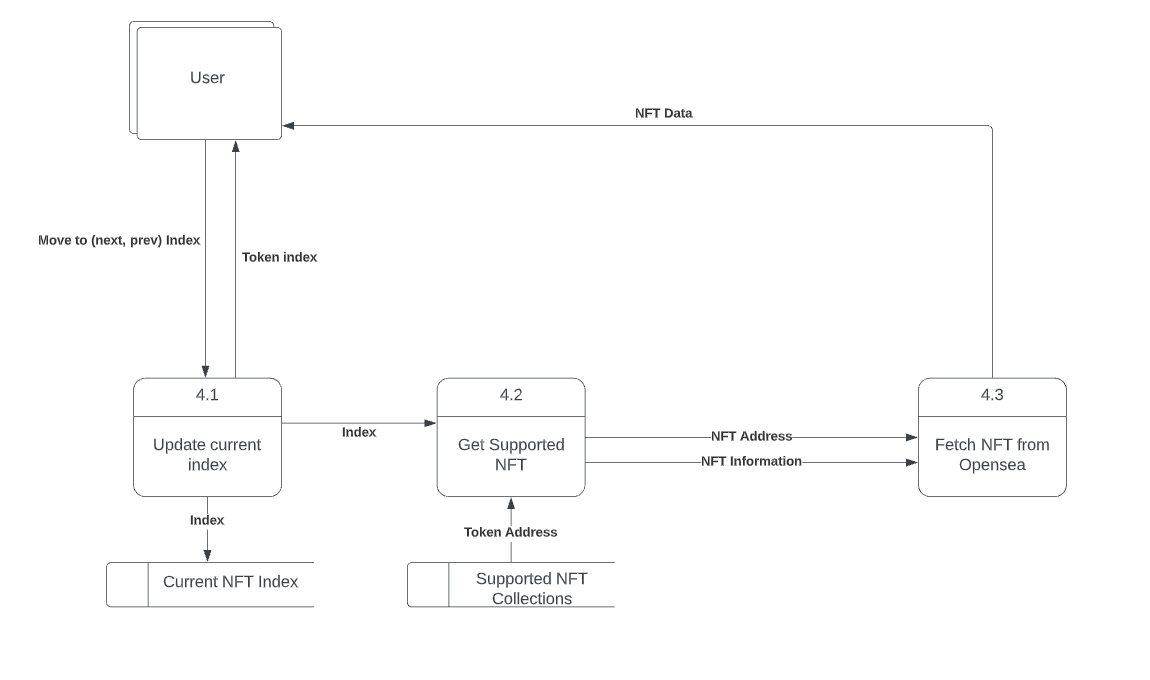 User
NFT Data
Move to (next, prev) Index
Token index
4.1
Update current
index
Index
4.2
Get Supported
NFT
NFT Address
NFT Information
4.3
Fetch NFT from
Opensea
Index
Token Address
Current NFT Index
Supported NFT
Collections